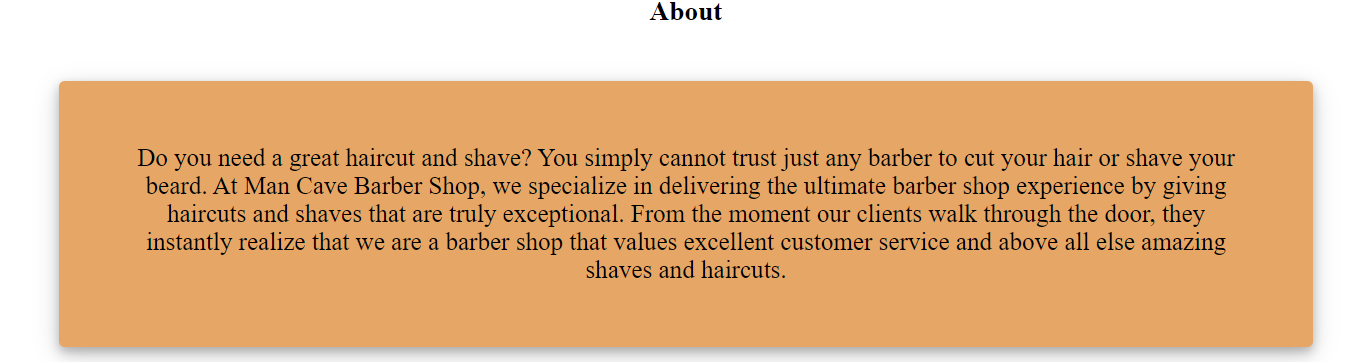 About
Do you need a great haircut and shave? You simply cannot trust just any barber to cut your hair or shave your
beard. At Man Cave Barber Shop, we specialize in delivering the ultimate barber shop experience by giving
haircuts and shaves that are truly exceptional. From the moment our clients walk through the door, they
instantly realize that we are a barber shop that values excellent customer service and above all else amazing
shaves and haircuts.